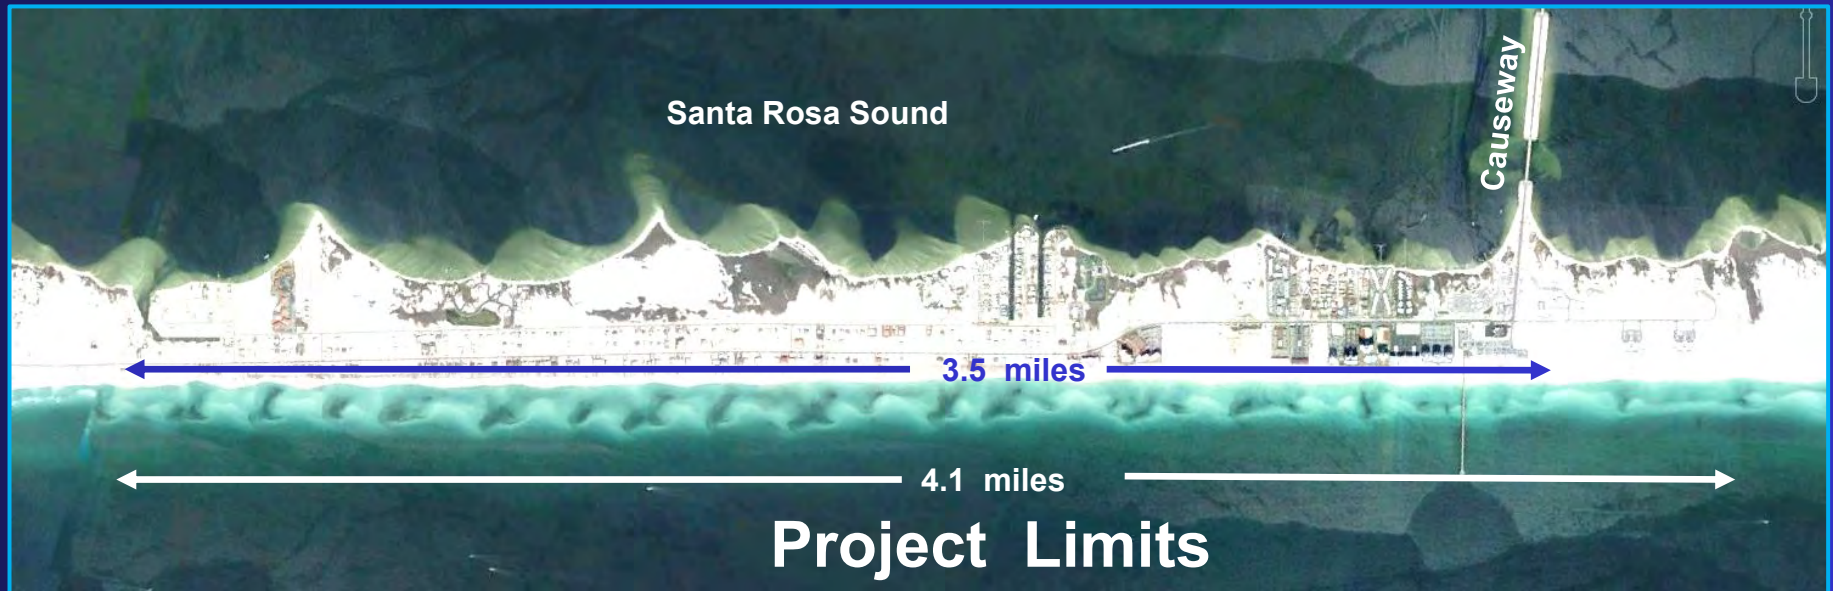 Santa Rosa Sound
Causeway
3.5 miles
4.1 miles
Project Limits